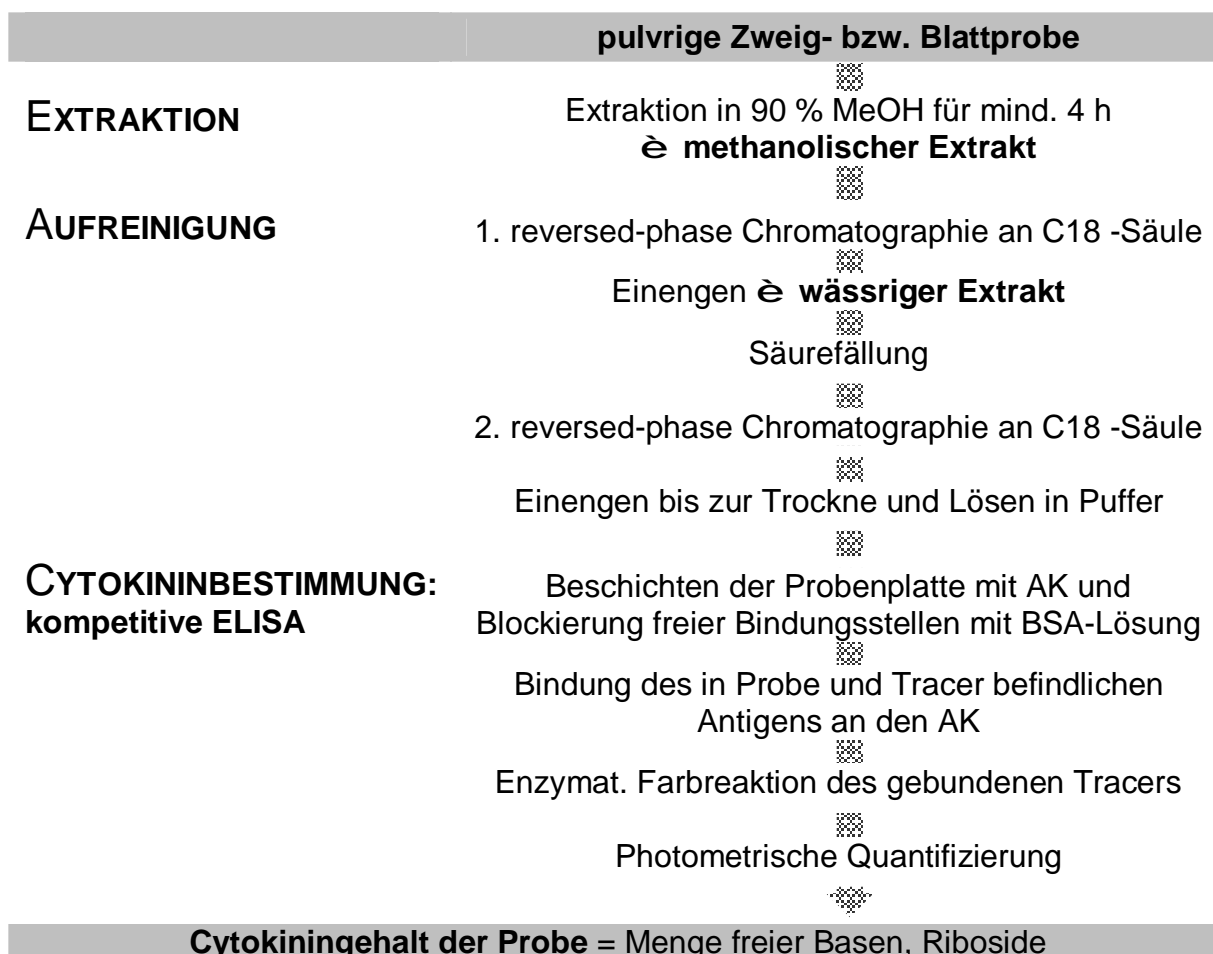 pulvrige Zweig- bzw. Blattprobe
EXTRAKTION
Extraktion in 90 % MeOH für mind. 4 h
è methanolischer Extrakt
AUFREINIGUNG
1. reversed-phase Chromatographie an C18 -Säule
Einengen è wässriger Extrakt
Säurefällung
2. reversed-phase Chromatographie an C18 -Säule
Einengen bis zur Trockne und Lösen in Puffer
CYTOKININBESTIMMUNG:
kompetitive ELISA
Beschichten der Probenplatte mit AK und
Blockierung freier Bindungsstellen mit BSA-Lösung
Bindung des in Probe und Tracer befindlichen
Antigens an den AK
Enzymat. Farbreaktion des gebundenen Tracers
Photometrische Quantifizierung
Cytokiningehalt der Probe = Menge freier Basen, Riboside